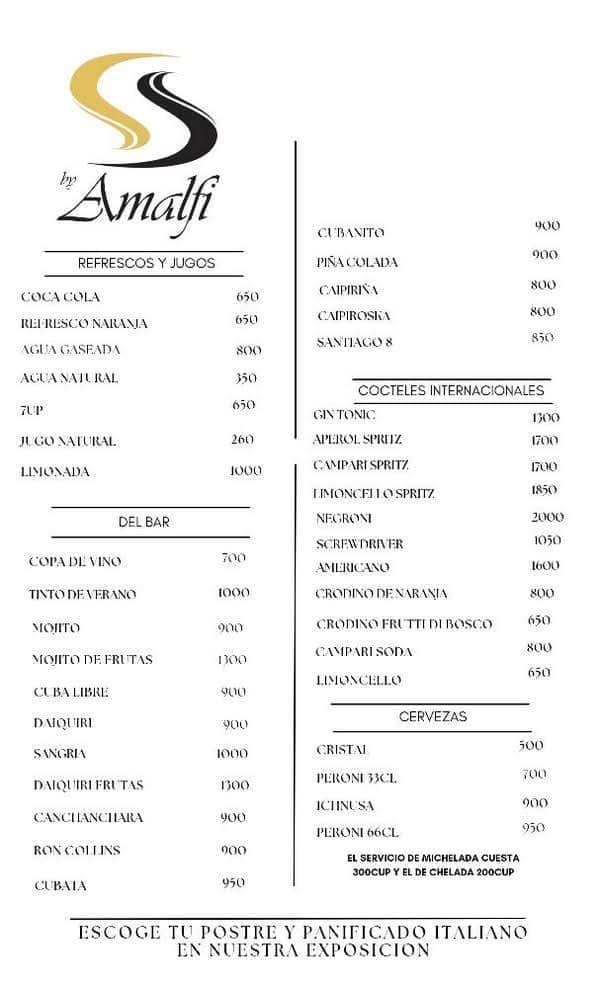 by
Amalfi
REFRESCOS Y JUGOS
COCA COLA 650
REFRESCO NARANJA 650
AGUA GASEADA 800
AGUA NATURAL 350
7UP 650
JUGO NATURAL 260
LIMONADA 1000
DEL BAR
COPA DE VINO 700
TINTO DE VERANO 1000
MOJITO 900
MOJITO DE FRUTAS 1300
CUBA LIBRE 900
DAIQUIRI 900
SANGRIA 1000
DAIQUIRI FRUTAS 1300
CANCHANCHARA 900
RON COLLINS 900
CUBATA 950
CUBANITO 900
PIÑA COLADA 900
CAIPIRIÑA 800
CAIPIROSKA 800
SANTIAGO 8 850
COCTELES INTERNACIONALES
GIN TONIC 1300
APEROL SPRITZ 1700
CAMPARI SPRITZ 1700
LIMONCELLO SPRITZ 1850
NEGRONI 2000
SCREWDRIVER 1050
AMERICANO 1600
CRODINO DE NARANJA 800
CRODINO FRUTTI DI BOSCO 650
CAMPARI SODA 800
LIMONCELLO 650
CERVEZAS
CRISTAL 500
PERONI 33CL 700
ICHNUSA 900
PERONI 66CL 950
EL SERVICIO DE MICHELADA CUESTA
300CUP Y EL DE CHELADA 200CUP
ESCOGE TU POSTRE Y PANIFICADO ITALIANO
EN NUESTRA EXPOSICION